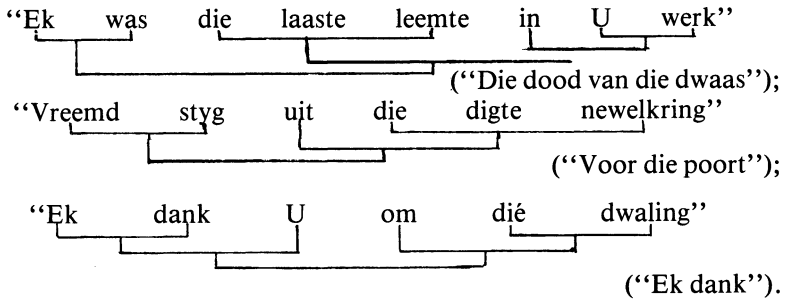 “Ek was die laaste leemte in U werk”
(“Die dood van die dwaas”);
“Vreemd styg uit die digte newelkring”
(“Voor die poort”);
“Ek dank U om dié dwaling”
(“Ek dank”).